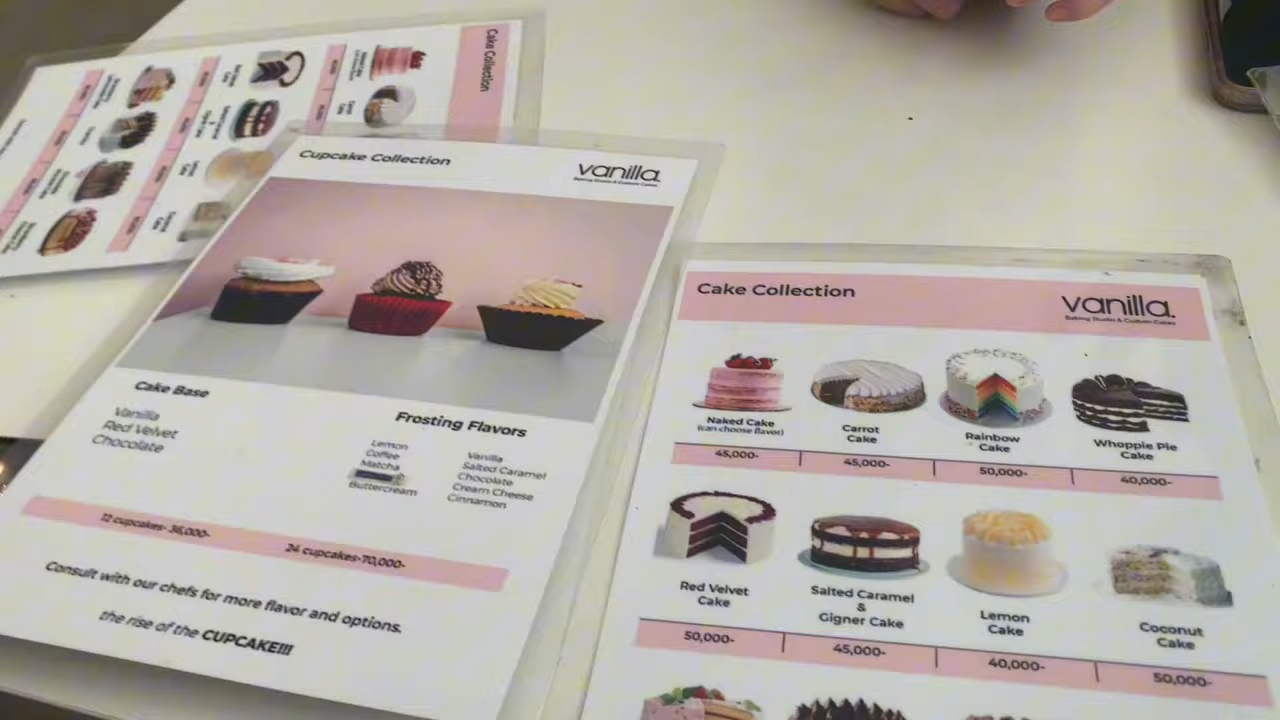 Cake Collection
Cupcake Collection
vanilla.
Baking Studio & Custom Cakes
Cake Base
Vanilla
Red Velvet
Chocolate
Frosting Flavors
Lemon
Coffee
Matcha
Buttercream
Vanilla
Salted Caramel
Chocolate
Cream Cheese
Cinnamon
12 cupcakes-36,000-
24 cupcakes-70,000-
Consult with our chefs for more flavor and options.
the rise of the CUPCAKE!!!
Cake Collection
vanilla.
Baking Studio & Custom Cakes
Naked Cake
(can choose flavor)
Carrot
Cake
Rainbow
Cake
Whoppie Pie
Cake
45,000-
45,000-
50,000-
40,000-
Red Velvet
Cake
Salted Caramel
&
Gigner Cake
Lemon
Cake
Coconut
Cake
50,000-
45,000-
40,000-
50,000-